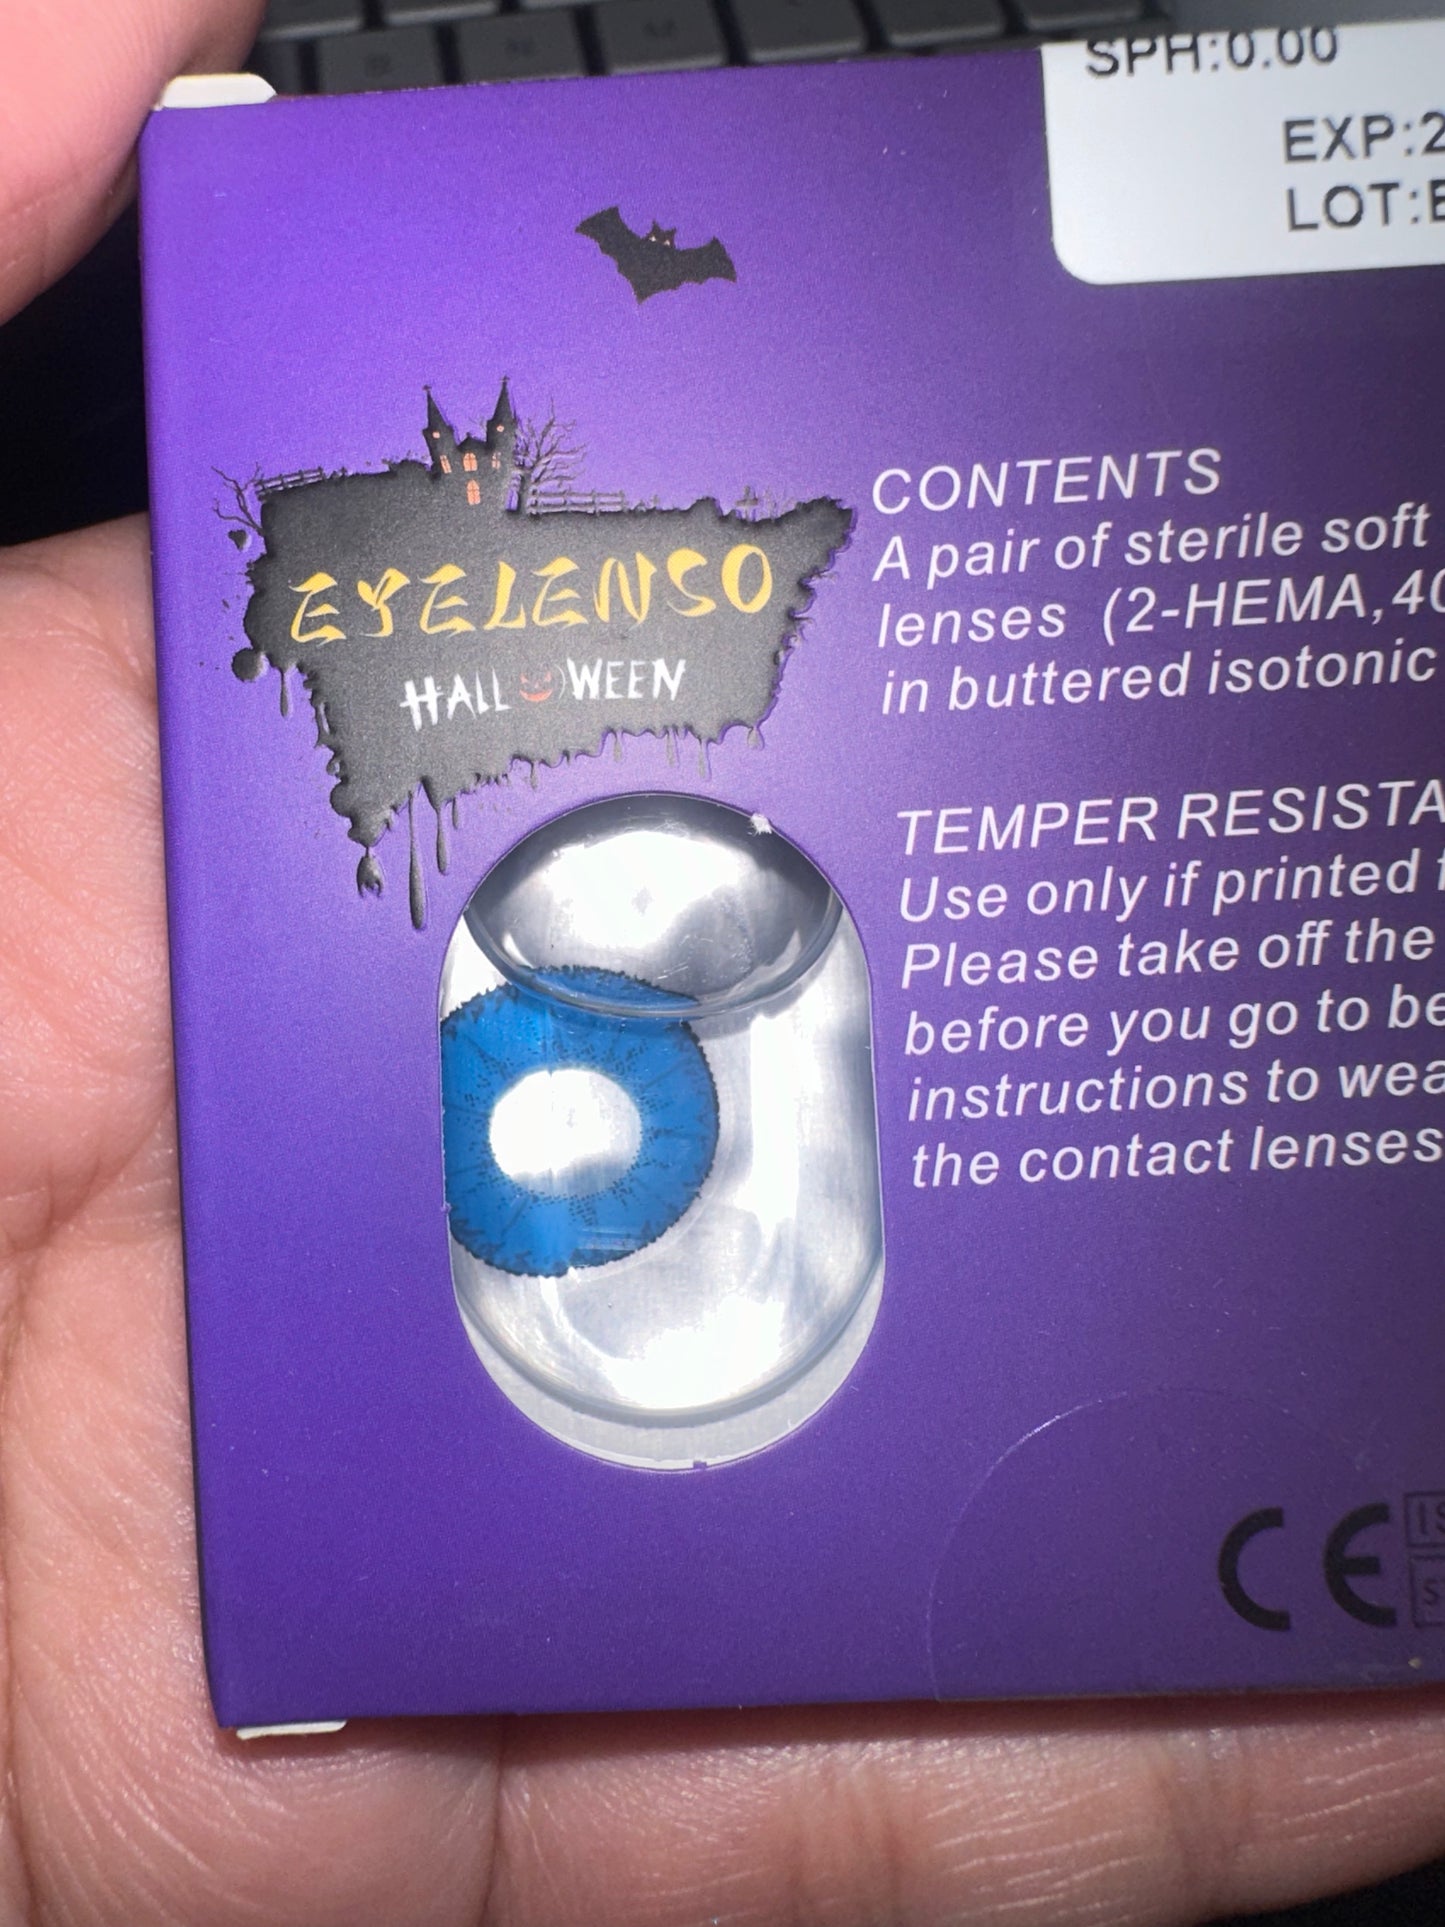 SPH:0.00
EXP:2
LOT:
EYELENSO
HALLOWEEN
CONTENTS
A pair of sterile soft
lenses (2-HEMA,40
in buttered isotonic
TEMPER RESISTA
Use only if printed
Please take off the
before you go to be
instructions to wea
the contact lenses
CE